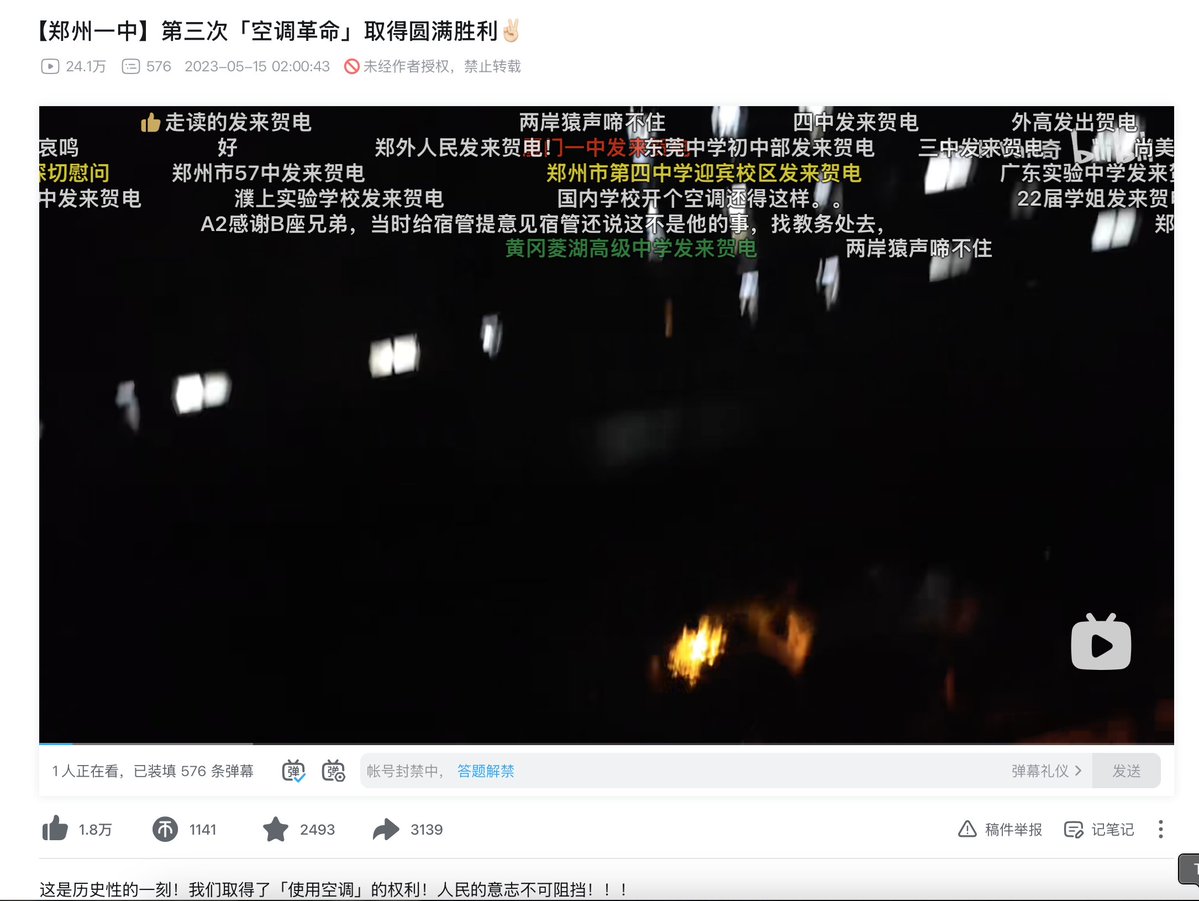 【郑州一中】第三次「空调革命」取得圆满胜利✌🏻
24.1万 576 2023-05-15 02:00:43 未经作者授权，禁止转载
走读的发来贺电 两岸猿声啼不住 四中发来贺电 外高发出贺电
哀鸣 好 郑外人民发来贺电！ 一中发来 东莞中学初中部发来贺电 三中发来贺电 尚美
深切慰问 郑州市57中发来贺电 郑州市第四中学迎宾校区发来贺电 广东实验中学发来
中发来贺电 濮上实验学校发来贺电 国内学校开个空调还得这样。。 22届学姐发来贺电
A2感谢B座兄弟，当时给宿管提意见宿管还说这不是他的事，找教务处去， 郑
黄冈菱湖高级中学发来贺电 两岸猿声啼不住
1人正在看，已装填 576 条弹幕 弹 弹 帐号封禁中， 答题解禁 弹幕礼仪 > 发送
1.8万 1141 2493 3139 稿件举报 记笔记
这是历史性的一刻！我们取得了「使用空调」的权利！人民的意志不可阻挡！！！